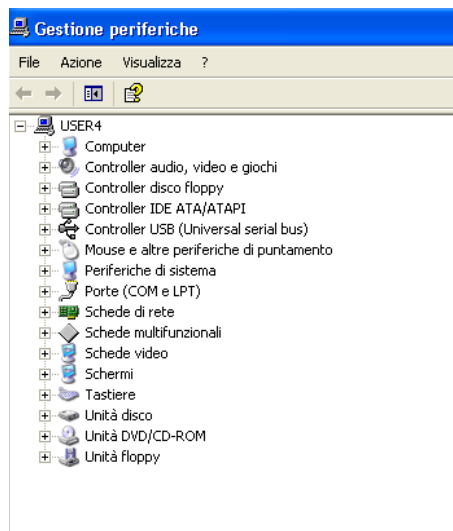 Gestione periferiche
File Azione Visualizza ?
USER4
Computer
Controller audio, video e giochi
Controller disco floppy
Controller IDE ATA/ATAPI
Controller USB (Universal serial bus)
Mouse e altre periferiche di puntamento
Periferiche di sistema
Porte (COM e LPT)
Schede di rete
Schede multifunzionali
Schede video
Schermi
Tastiere
Unità disco
Unità DVD/CD-ROM
Unità floppy